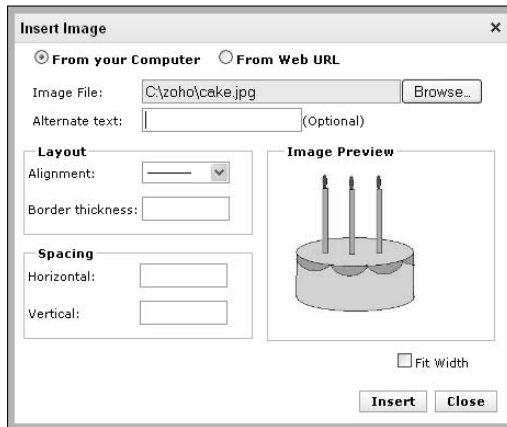 Insert Image ×
From your Computer From Web URL
Image File: C:\zoho\cake.jpg Browse...
Alternate text: (Optional)
Layout
Alignment:
Border thickness:
Spacing
Horizontal:
Vertical:
Image Preview
Fit Width
Insert Close